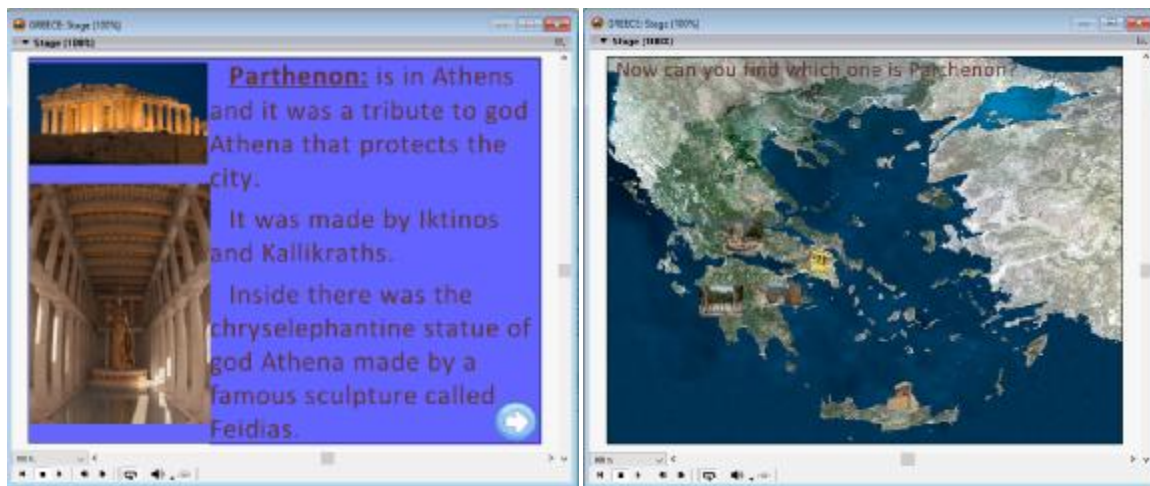 GREECE: Stage (100%)
Stage (100%)
Parthenon: is in Athens
and it was a tribute to god
Athena that protects the
city.
It was made by Iktinos
and Kallikraths.
Inside there was the
chryselephantine statue of
god Athena made by a
famous sculpture called
Feidias.
GREECE: Stage (100%)
Stage (100%)
Now can you find which one is Parthenon?